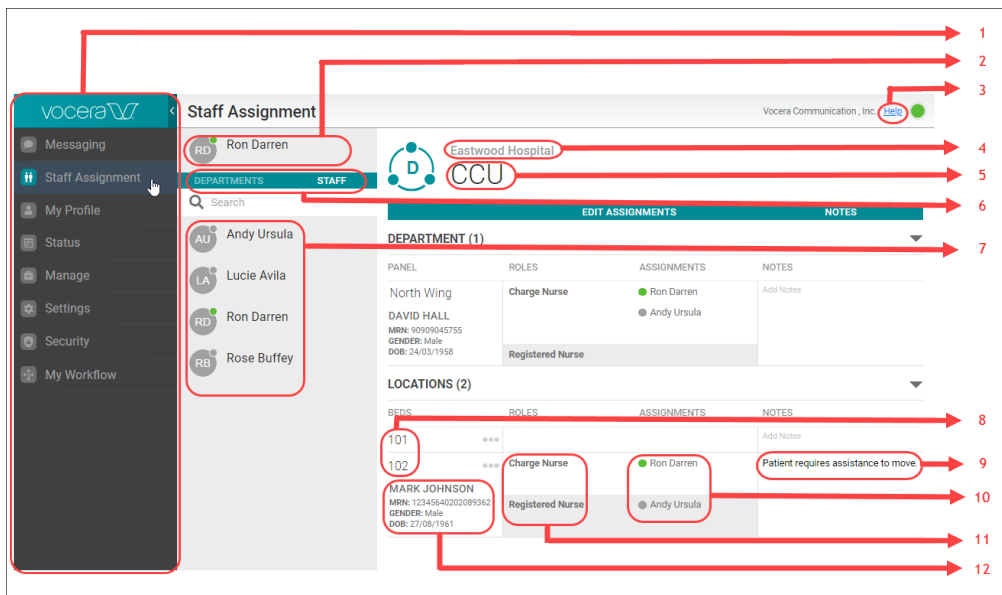 1
2
3
vocera
Staff Assignment
Vocera Communication , Inc. Help
Messaging
Staff Assignment
My Profile
Status
Manage
Settings
Security
My Workflow
RD Ron Darren
DEPARTMENTS STAFF
Search
AU Andy Ursula
LA Lucie Avila
RD Ron Darren
RB Rose Buffey
D
Eastwood Hospital
CCU
4
5
6
EDIT ASSIGNMENTS NOTES
DEPARTMENT (1)
7
PANEL ROLES ASSIGNMENTS NOTES
North Wing Charge Nurse Ron Darren Add Notes
Andy Ursula
DAVID HALL
MRN: 90909045755
GENDER: Male
DOB: 24/03/1958 Registered Nurse
LOCATIONS (2)
BEDS ROLES ASSIGNMENTS NOTES
8
101 Add Notes
102 Charge Nurse Ron Darren Patient requires assistance to move.
9
MARK JOHNSON
MRN: 12345640202089362 Registered Nurse Andy Ursula
GENDER: Male
DOB: 27/08/1961
10
11
12